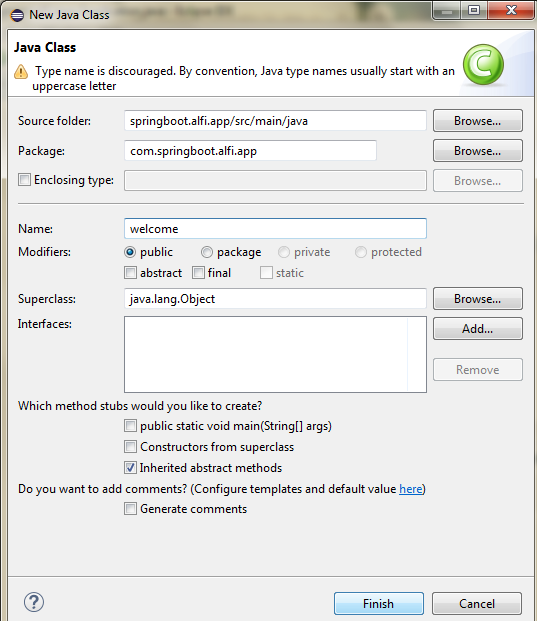 New Java Class
Java Class
Type name is discouraged. By convention, Java type names usually start with an
uppercase letter
Source folder: springboot.alfi.app/src/main/java Browse...
Package: com.springboot.alfi.app Browse...
Enclosing type: Browse...
Name: welcome
Modifiers: public package private protected
abstract final static
Superclass: java.lang.Object Browse...
Interfaces: Add...
Remove
Which method stubs would you like to create?
public static void main(String[] args)
Constructors from superclass
Inherited abstract methods
Do you want to add comments? (Configure templates and default value here)
Generate comments
Finish Cancel